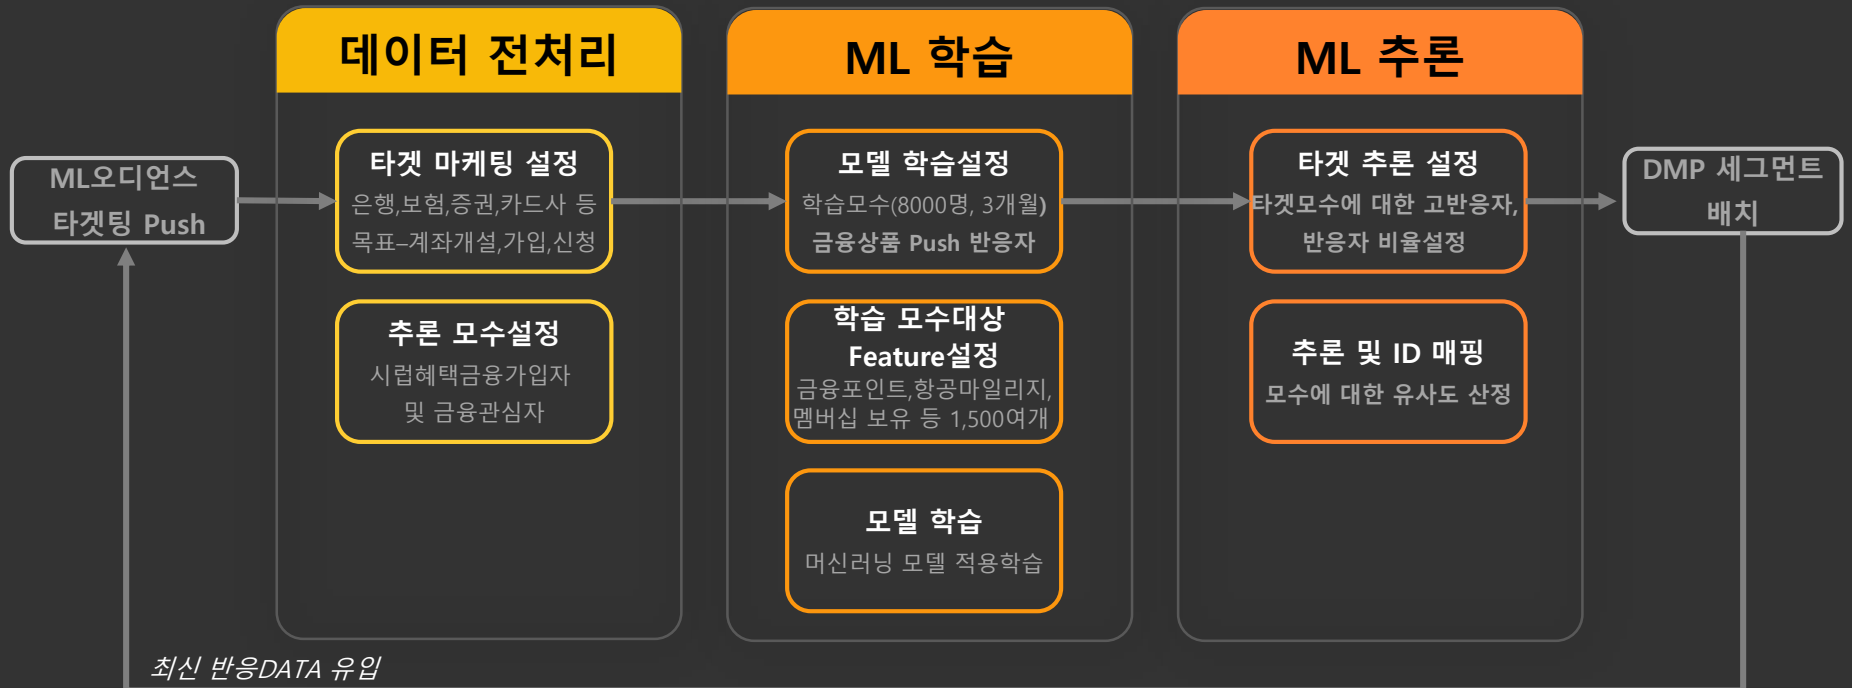 데이터 전처리
ML 학습
ML 추론
ML오디언스
타겟팅 Push
타겟 마케팅 설정
은행,보험,증권,카드사 등
목표–계좌개설,가입,신청
추론 모수설정
시럽혜택금융가입자
및 금융관심자
모델 학습설정
학습모수(8000명, 3개월)
금융상품 Push 반응자
학습 모수대상
Feature설정
금융포인트,항공마일리지,
멤버십 보유 등 1,500여개
모델 학습
머신러닝 모델 적용학습
타겟 추론 설정
타겟모수에 대한 고반응자,
반응자 비율설정
추론 및 ID 매핑
모수에 대한 유사도 산정
DMP 세그먼트
배치
최신 반응DATA 유입